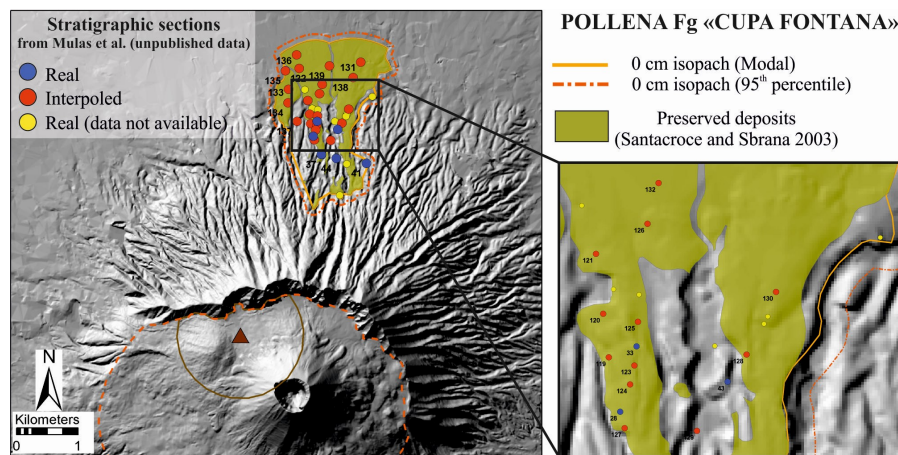 Stratigraphic sections
from Mulas et al. (unpublished data)
Real
Interpoled
Real (data not available)
POLLENA Fg «CUPA FONTANA»
0 cm isopach (Modal)
0 cm isopach (95th percentile)
Preserved deposits
(Santacroce and Sbrana 2003)
136
131
135
132
139
133
138
134
137
37
44
41
132
126
121
130
120
125
33
128
119
123
43
124
26
127
N
Kilometers
0
1